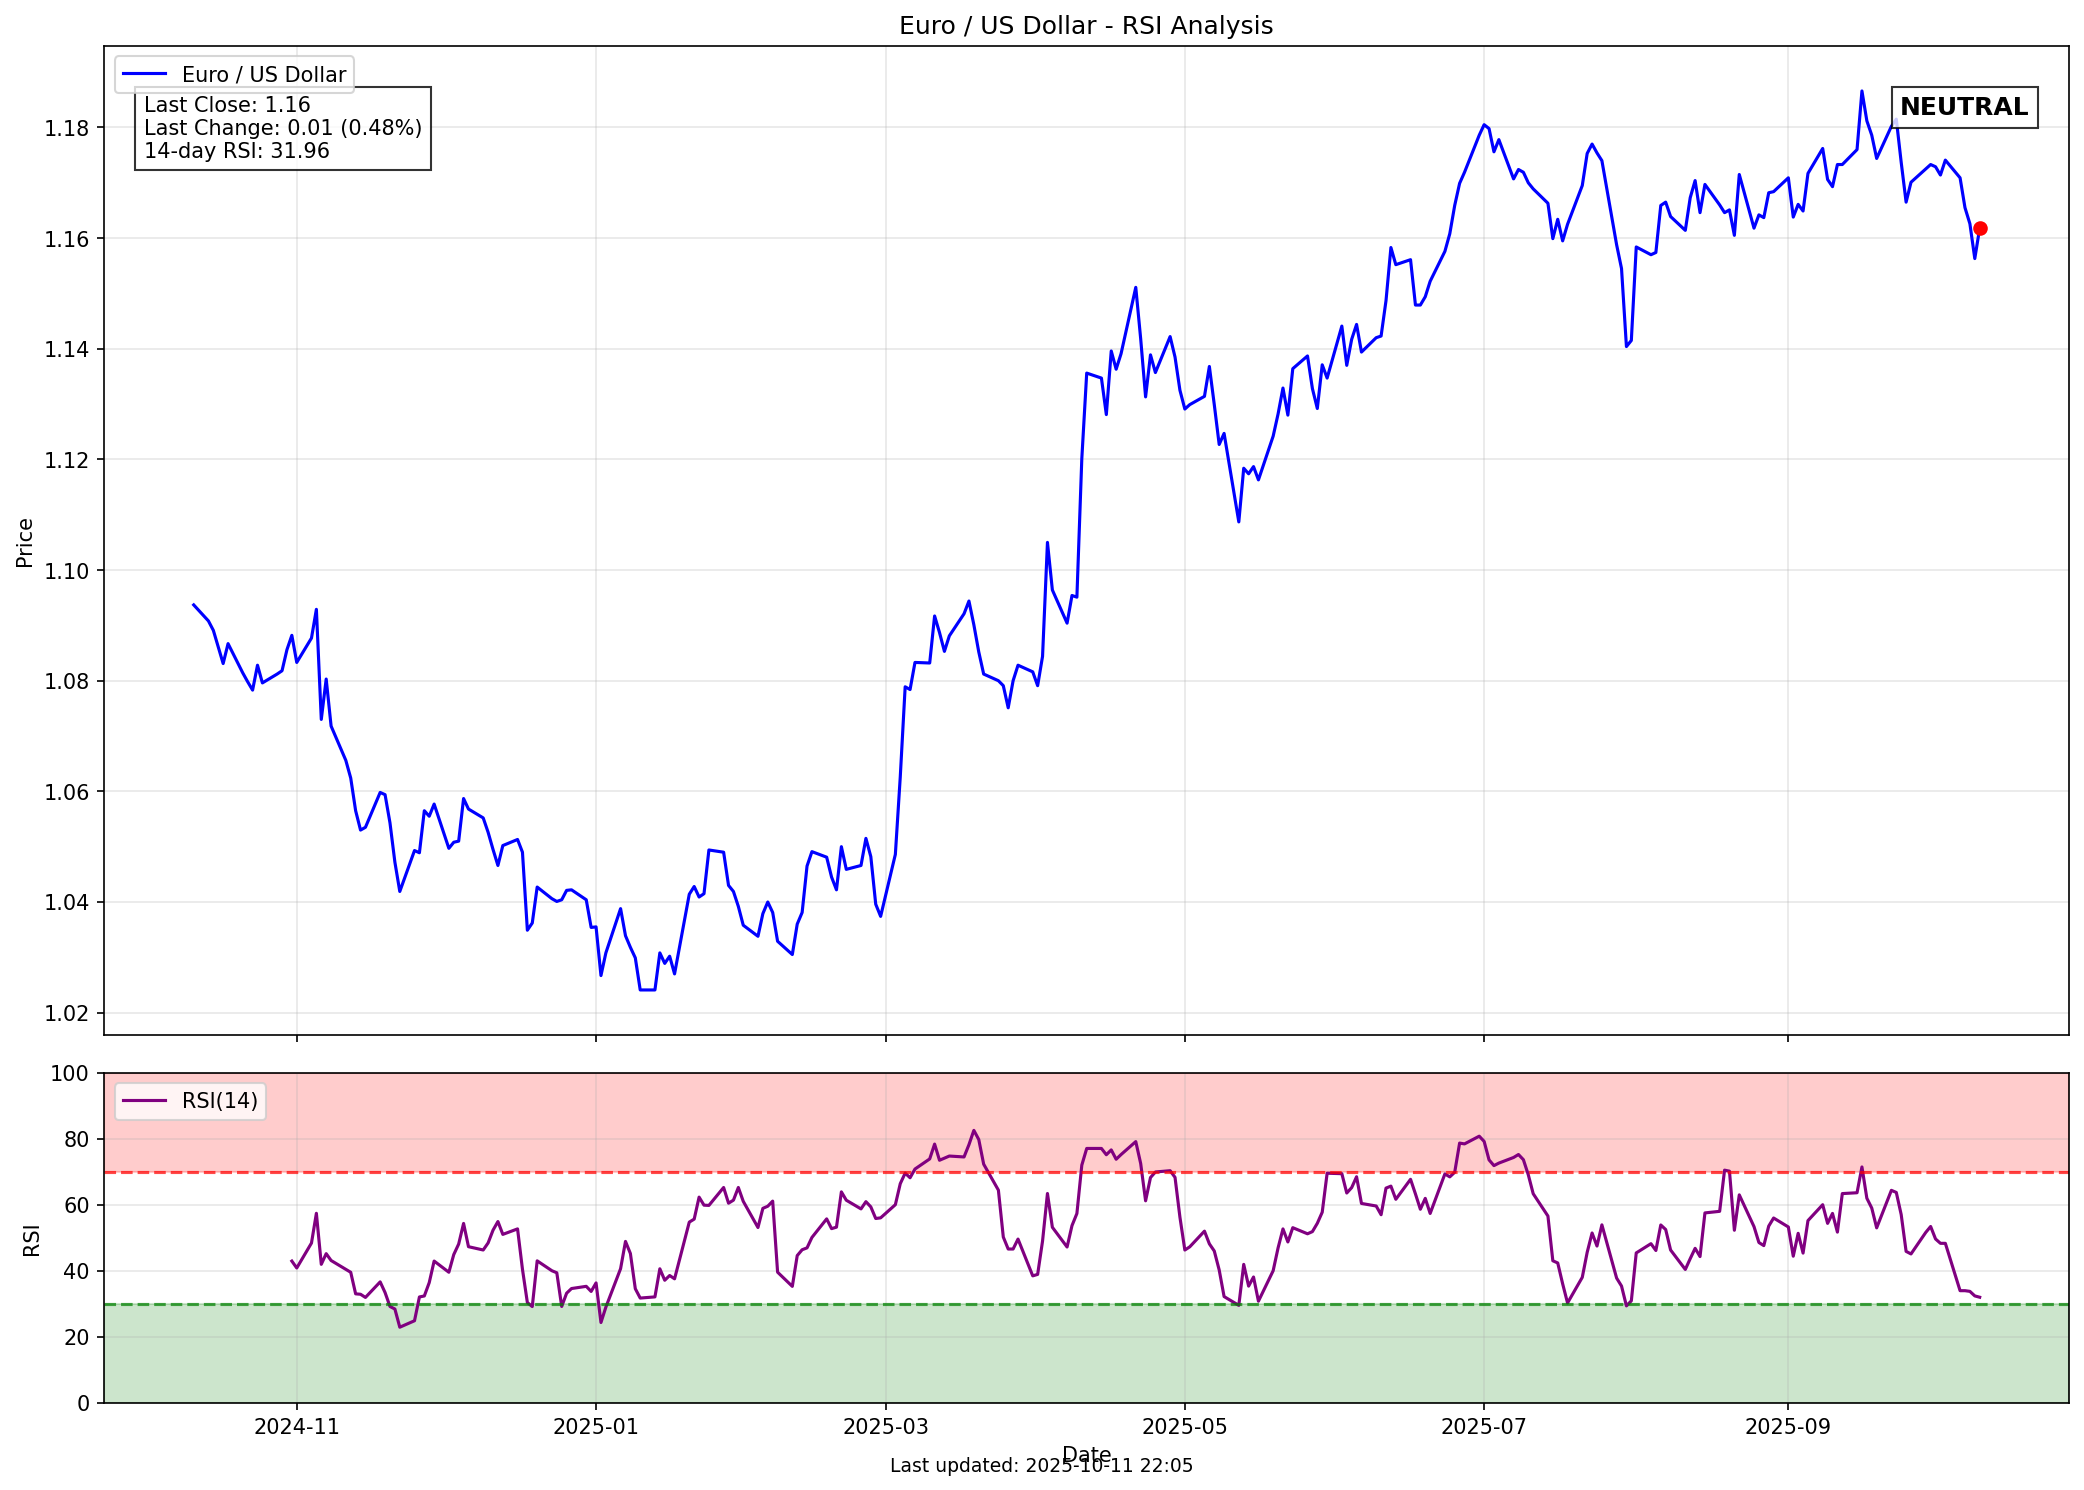 Euro / US Dollar - RSI Analysis
Euro / US Dollar
Last Close: 1.16
Last Change: 0.01 (0.48%)
14-day RSI: 31.96
NEUTRAL
1.18
1.16
1.14
1.12
1.10
1.08
1.06
1.04
1.02
Price
RSI(14)
100
80
60
40
20
0
RSI
2024-11
2025-01
2025-03
2025-05
2025-07
2025-09
Date
Last updated: 2025-10-11 22:05